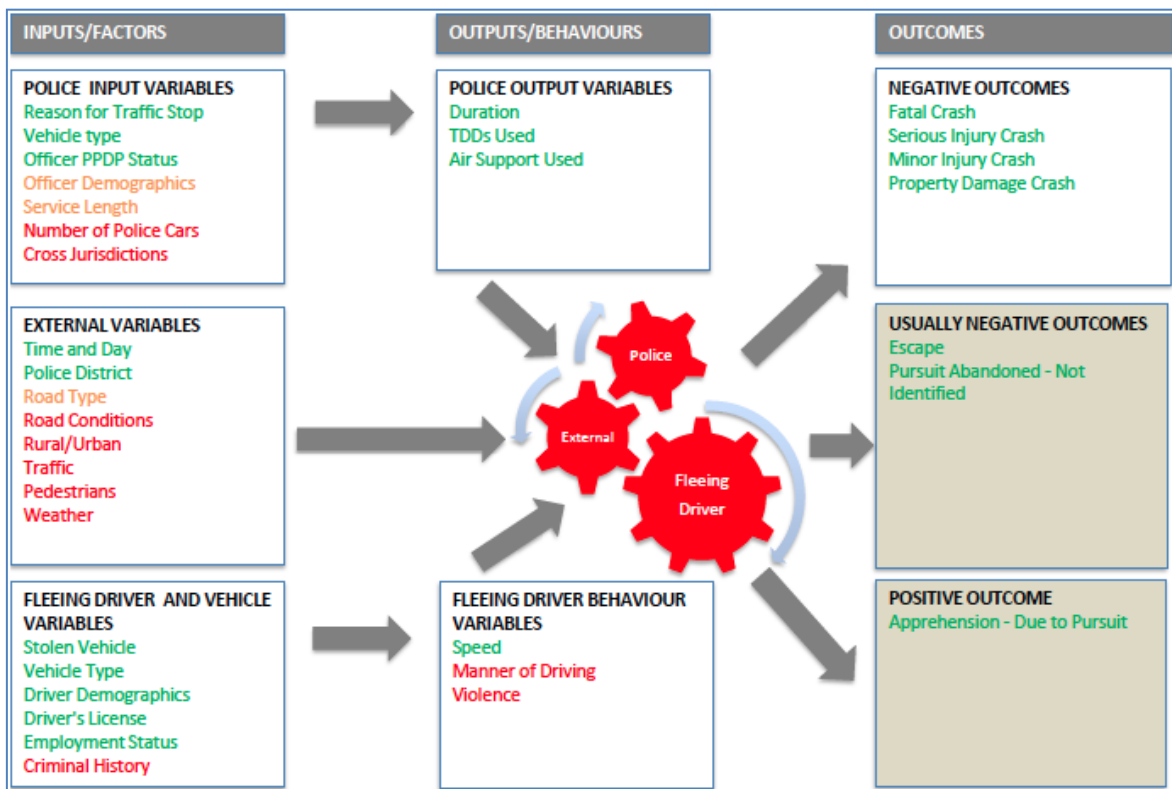 INPUTS/FACTORS
OUTPUTS/BEHAVIOURS
OUTCOMES
POLICE INPUT VARIABLES
Reason for Traffic Stop
Vehicle type
Officer PPDP Status
Officer Demographics
Service Length
Number of Police Cars
Cross Jurisdictions
POLICE OUTPUT VARIABLES
Duration
TDDs Used
Air Support Used
NEGATIVE OUTCOMES
Fatal Crash
Serious Injury Crash
Minor Injury Crash
Property Damage Crash
EXTERNAL VARIABLES
Time and Day
Police District
Road Type
Road Conditions
Rural/Urban
Traffic
Pedestrians
Weather
Police
External
Fleeing
Driver
USUALLY NEGATIVE OUTCOMES
Escape
Pursuit Abandoned - Not
Identified
FLEEING DRIVER AND VEHICLE
VARIABLES
Stolen Vehicle
Vehicle Type
Driver Demographics
Driver's License
Employment Status
Criminal History
FLEEING DRIVER BEHAVIOUR
VARIABLES
Speed
Manner of Driving
Violence
POSITIVE OUTCOME
Apprehension - Due to Pursuit